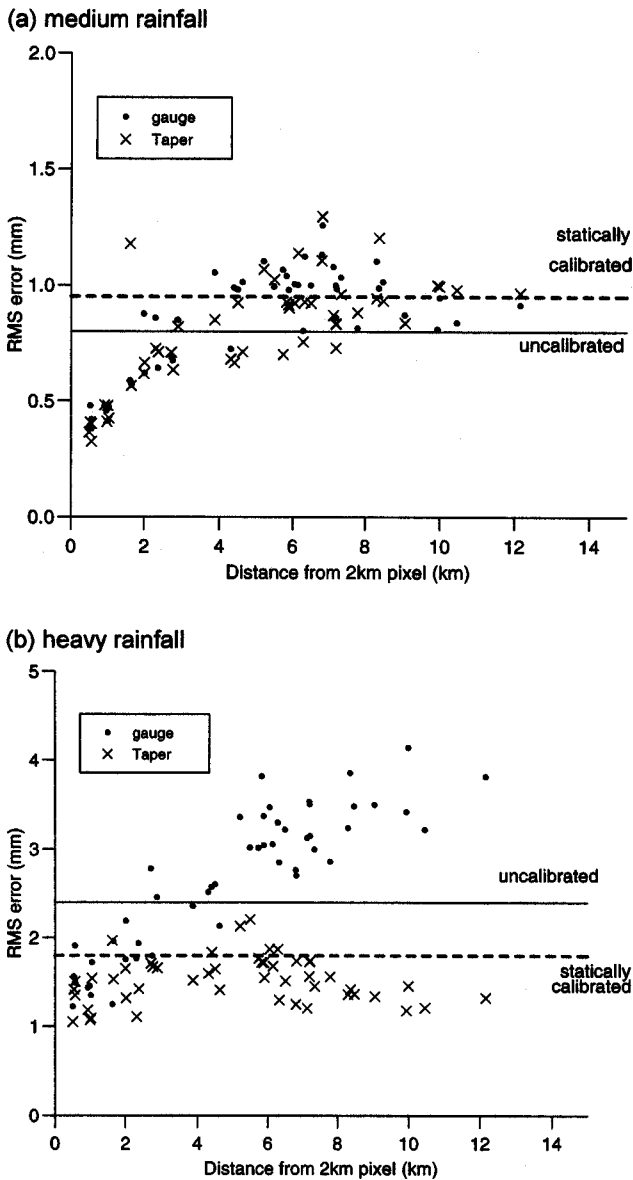 (a) medium rainfall
2.0
1.5
1.0
0.5
0.0
RMS error (mm)
gauge
Taper
statically
calibrated
uncalibrated
0 2 4 6 8 10 12 14
Distance from 2km pixel (km)
(b) heavy rainfall
5
4
3
2
1
0
RMS error (mm)
gauge
Taper
uncalibrated
statically
calibrated
0 2 4 6 8 10 12 14
Distance from 2km pixel (km)